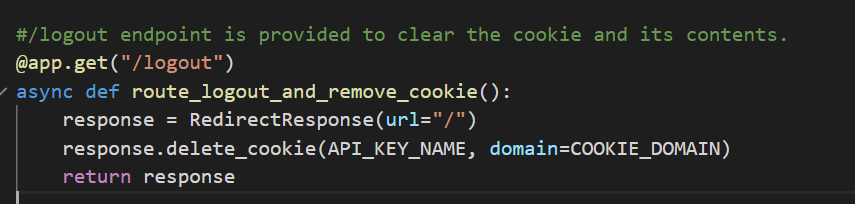 #/logout endpoint is provided to clear the cookie and its contents.
@app.get("/logout")
async def route_logout_and_remove_cookie():
    response = RedirectResponse(url="/")
    response.delete_cookie(API_KEY_NAME, domain=COOKIE_DOMAIN)
    return response